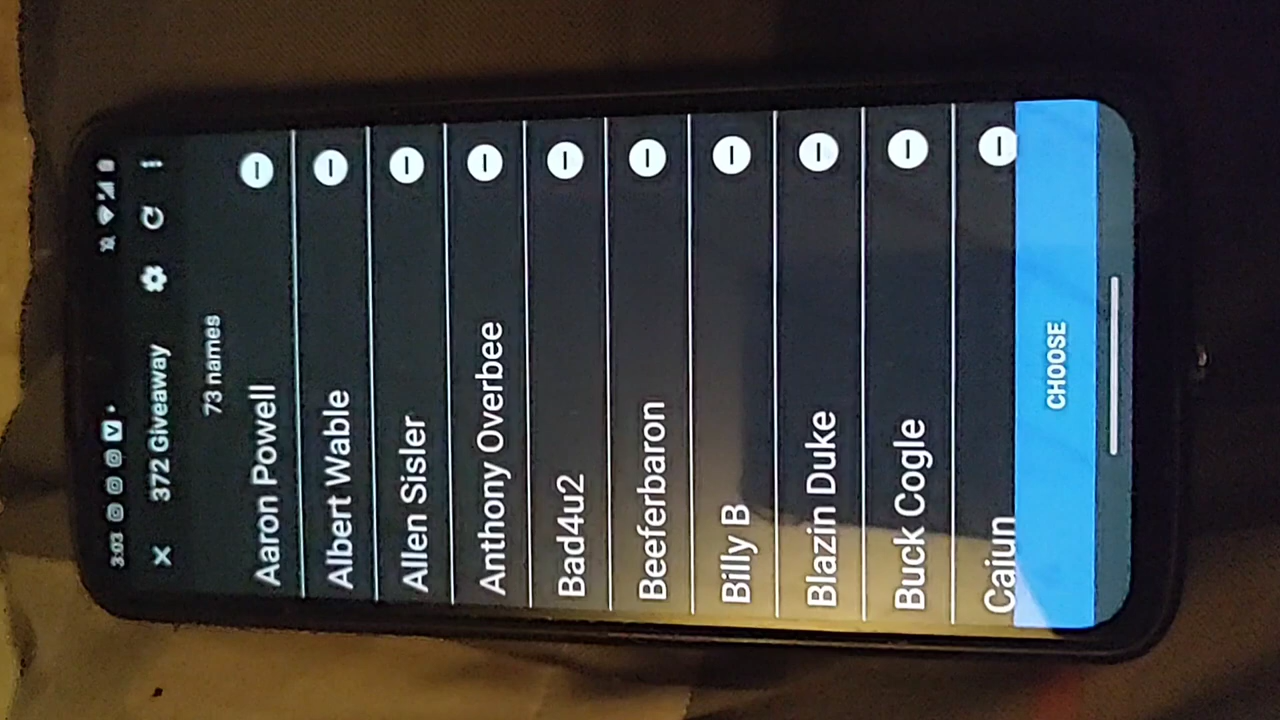 3:03
372 Giveaway
73 names
Aaron Powell
Albert Wable
Allen Sisler
Anthony Overbee
Bad4u2
Beeferbaron
Billy B
Blazin Duke
Buck Cogle
Cajun
CHOOSE